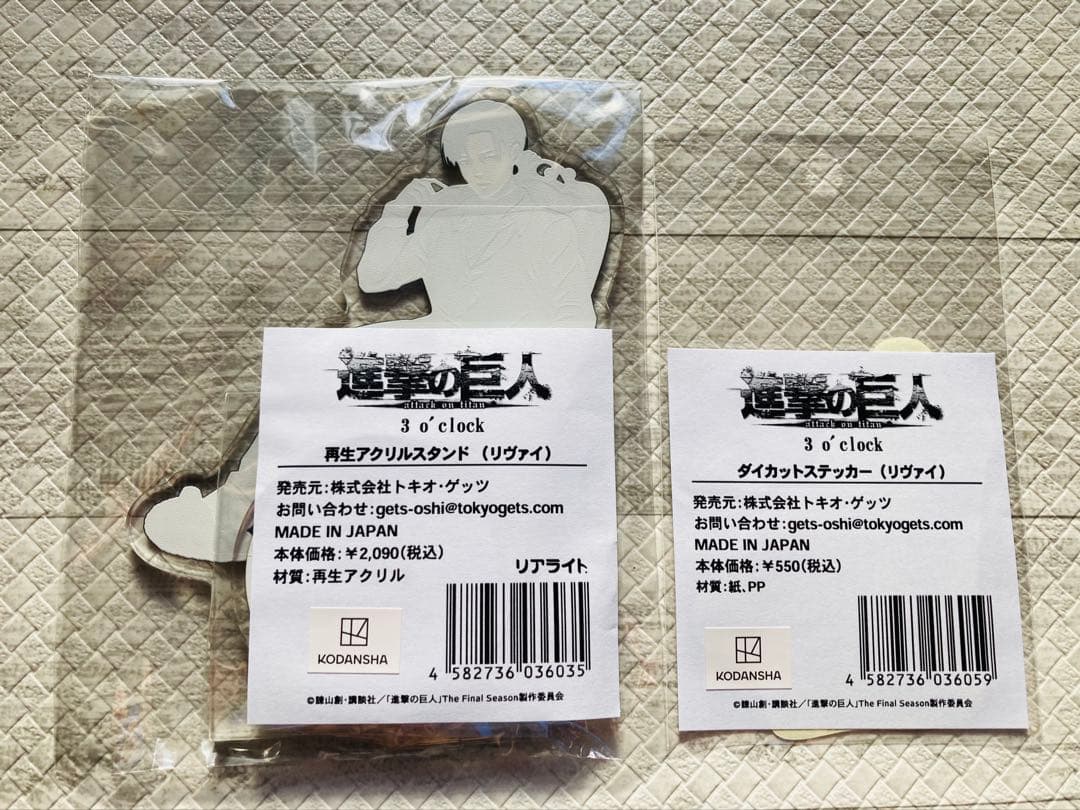 進撃の巨人
attack on titan
3 o'clock
再生アクリルスタンド (リヴァイ)
発売元:株式会社トキオ・ゲッツ
お問い合わせ:gets-oshi@tokyogets.com
MADE IN JAPAN
本体価格:¥2,090(税込)
材質:再生アクリル
リアライト
KODANSHA
4 582736 036035
©諫山創・講談社/「進撃の巨人」The Final Season製作委員会
進撃の巨人
attack on titan
3 o'clock
ダイカットステッカー(リヴァイ)
発売元:株式会社トキオ・ゲッツ
お問い合わせ:gets-oshi@tokyogets.com
MADE IN JAPAN
本体価格:¥550(税込)
材質:紙、PP
KODANSHA
4 582736 036059
©諫山創・講談社/「進撃の巨人」The Final Season製作委員会